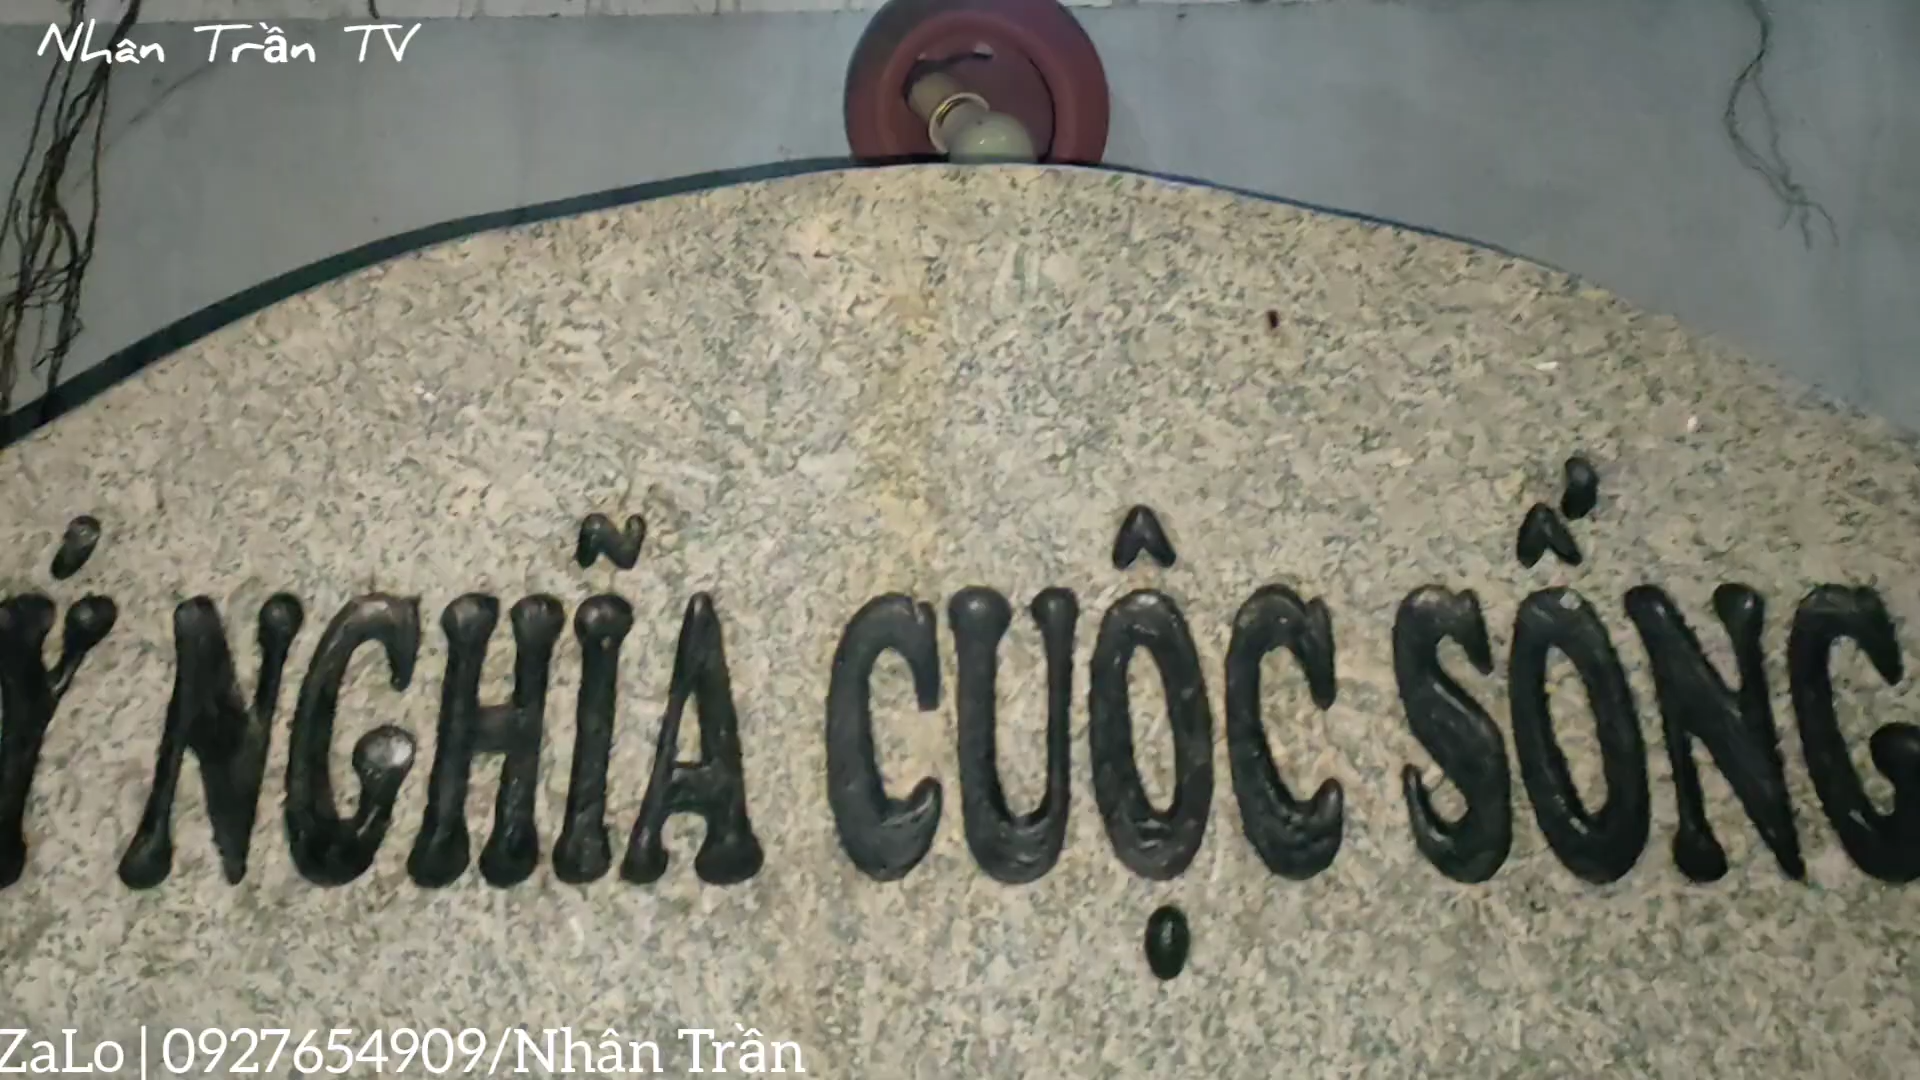 Nhân Trần TV
Ý NGHĨA CUỘC SỐNG
ZaLo | 0927654909/Nhân Trần